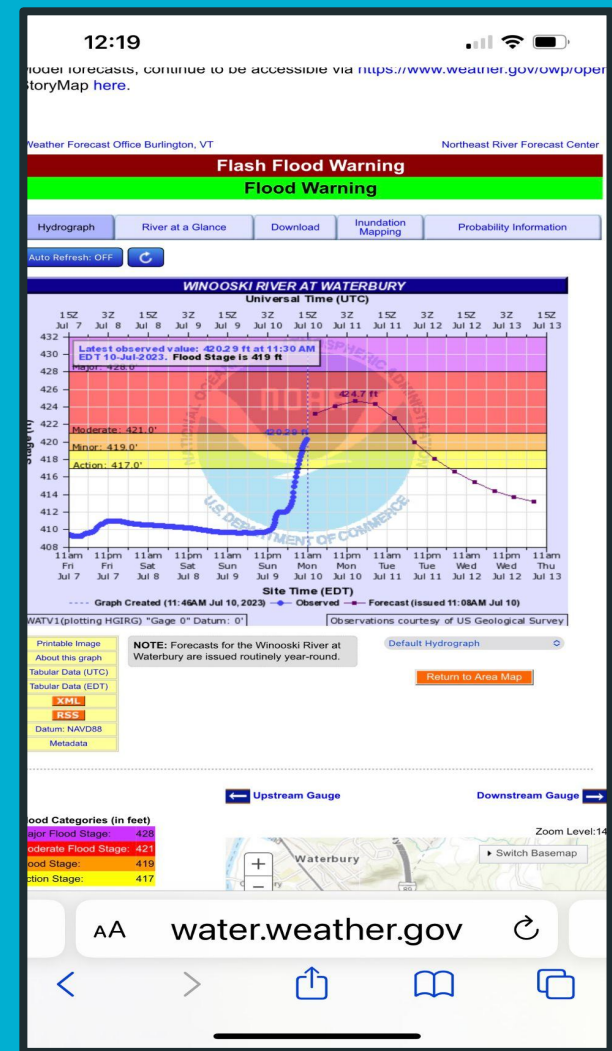 12:19
Model forecasts, continue to be accessible via https://www.weather.gov/owp/oper
StoryMap here.
Weather Forecast Office Burlington, VT Northeast River Forecast Center
Flash Flood Warning
Flood Warning
Hydrograph River at a Glance Download Inundation Mapping Probability Information
Auto Refresh: OFF
WINOOSKI RIVER AT WATERBURY
Universal Time (UTC)
15Z 3Z 15Z 3Z 15Z 3Z 15Z 3Z 15Z 3Z 15Z 3Z 15Z
Jul 7 Jul 8 Jul 8 Jul 9 Jul 9 Jul 10 Jul 10 Jul 11 Jul 11 Jul 12 Jul 12 Jul 13 Jul 13
Latest observed value: 420.29 ft at 11:30 AM
EDT 10-Jul-2023. Flood Stage is 419 ft
Major: 428.0'
424.7 ft
Moderate: 421.0'
420.29 ft
Minor: 419.0'
Action: 417.0'
Stage (ft)
432
430
428
426
424
422
420
418
416
414
412
410
408
NATIONAL OCEANIC AND ATMOSPHERIC ADMINISTRATION
noaa
U.S. DEPARTMENT OF COMMERCE
11am 11pm 11am 11pm 11am 11pm 11am 11pm 11am 11pm 11am 11pm 11am
Fri Fri Sat Sat Sun Sun Mon Mon Tue Tue Wed Wed Thu
Jul 7 Jul 7 Jul 8 Jul 8 Jul 9 Jul 9 Jul 10 Jul 10 Jul 11 Jul 11 Jul 12 Jul 12 Jul 13
Site Time (EDT)
Graph Created (11:46AM Jul 10, 2023) Observed Forecast (issued 11:08AM Jul 10)
WATV1(plotting HGIRG) "Gage 0" Datum: 0' Observations courtesy of US Geological Survey
Printable Image
About this graph
Tabular Data (UTC)
Tabular Data (EDT)
XML
RSS
Datum: NAVD88
Metadata
NOTE: Forecasts for the Winooski River at
Waterbury are issued routinely year-round.
Default Hydrograph
Return to Area Map
Upstream Gauge Downstream Gauge
lood Categories (in feet)
ajor Flood Stage: 428
oderate Flood Stage: 421
ood Stage: 419
ction Stage: 417
Zoom Level:14
Switch Basemap
+
−
Waterbury
89
AA water.weather.gov